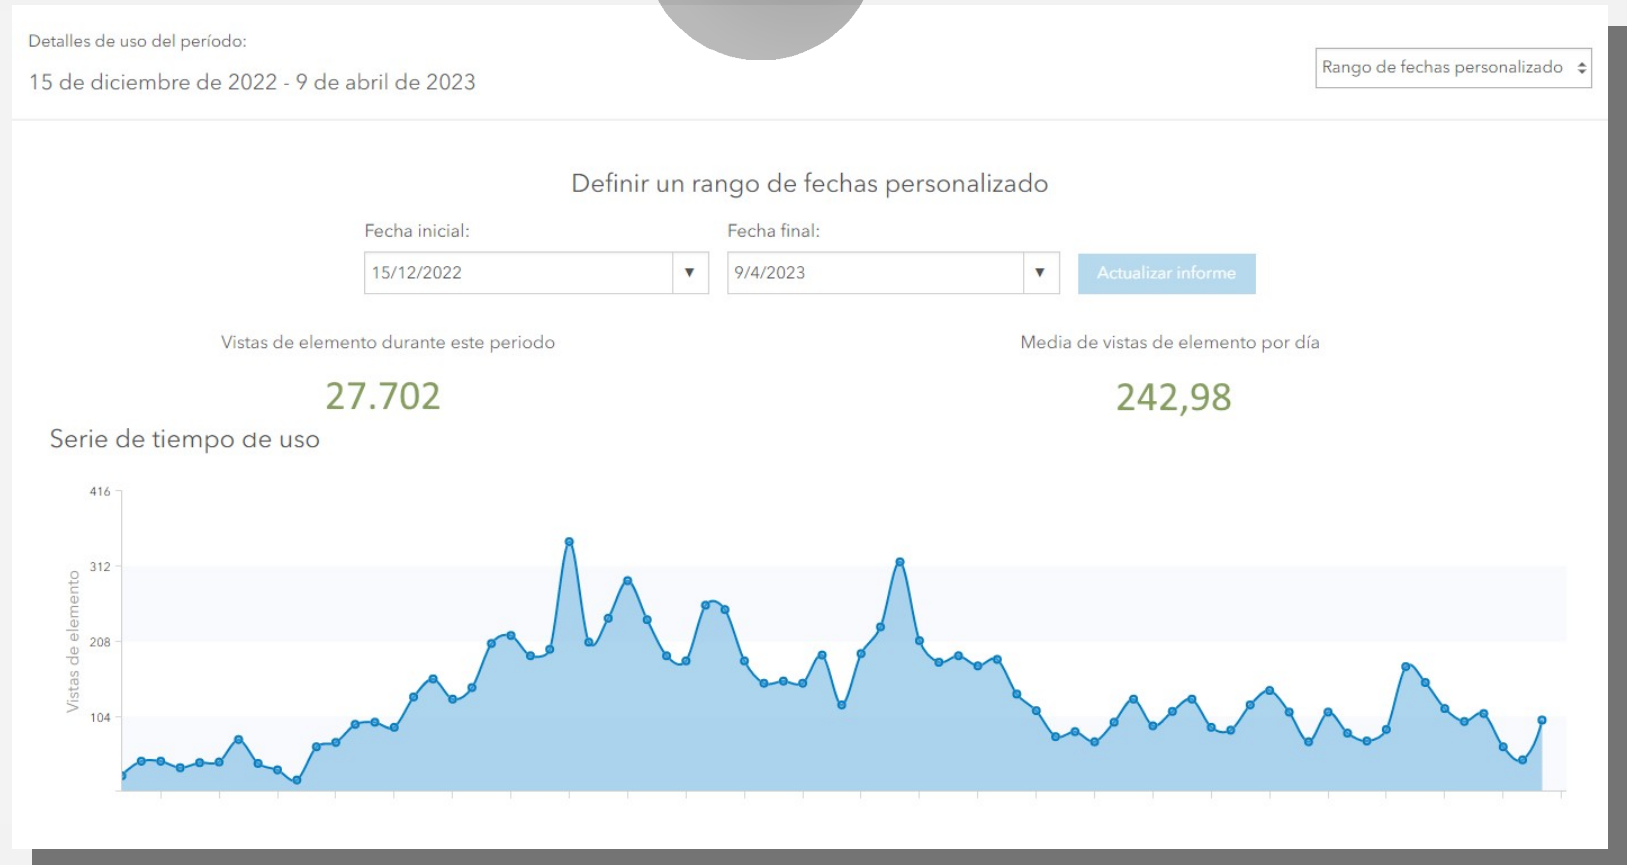 Detalles de uso del período:
15 de diciembre de 2022 - 9 de abril de 2023
Rango de fechas personalizado
Definir un rango de fechas personalizado
Fecha inicial:
Fecha final:
15/12/2022
9/4/2023
Actualizar informe
Vistas de elemento durante este periodo
Media de vistas de elemento por día
27.702
242,98
Serie de tiempo de uso
416
312
208
104
Vistas de elemento